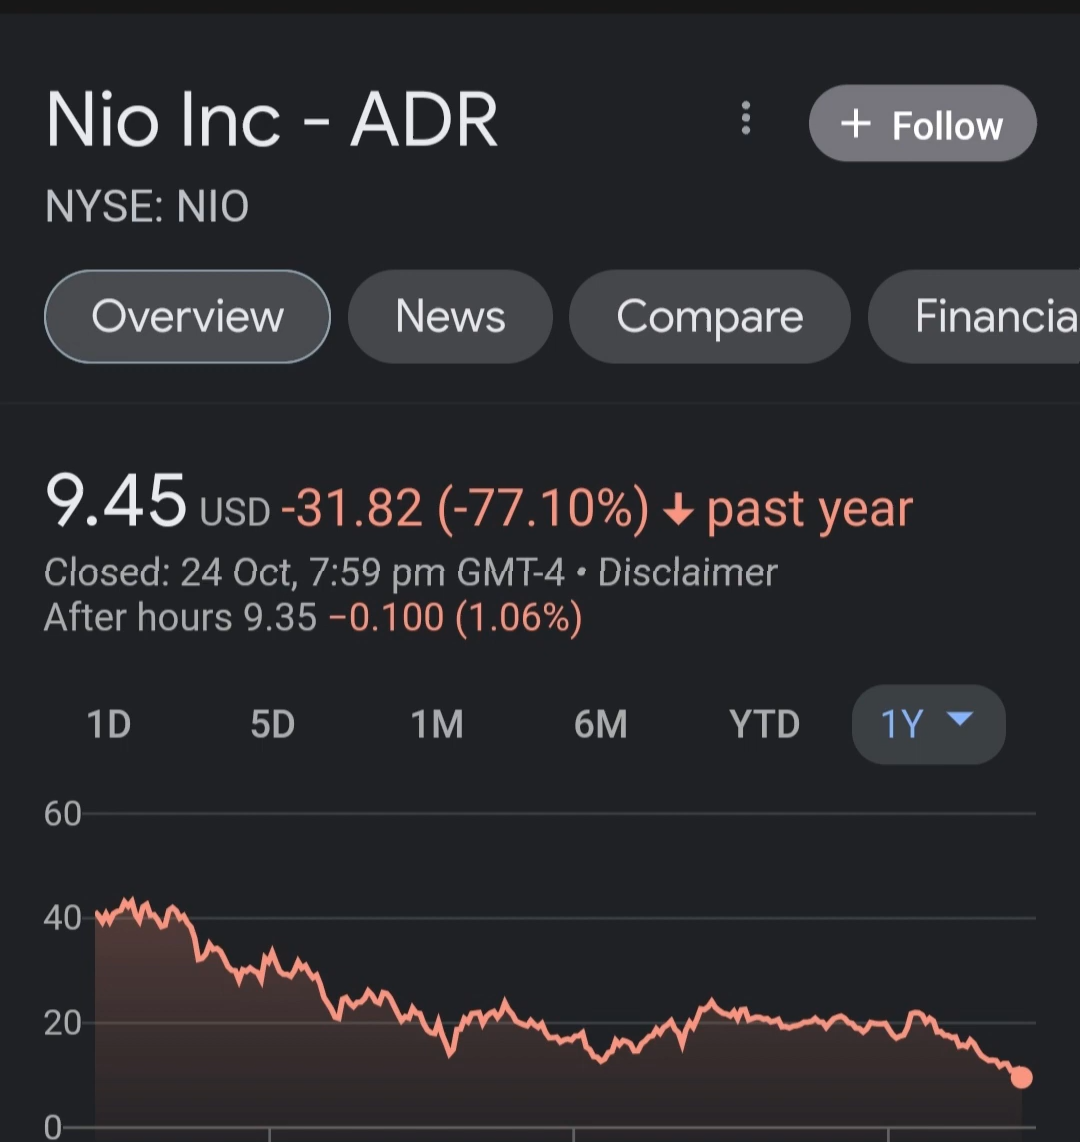 Nio Inc - ADR
+ Follow
NYSE: NIO
Overview News Compare Financia
9.45 USD -31.82 (-77.10%) ↓ past year
Closed: 24 Oct, 7:59 pm GMT-4 • Disclaimer
After hours 9.35 −0.100 (1.06%)
1D 5D 1M 6M YTD 1Y
60
40
20
0